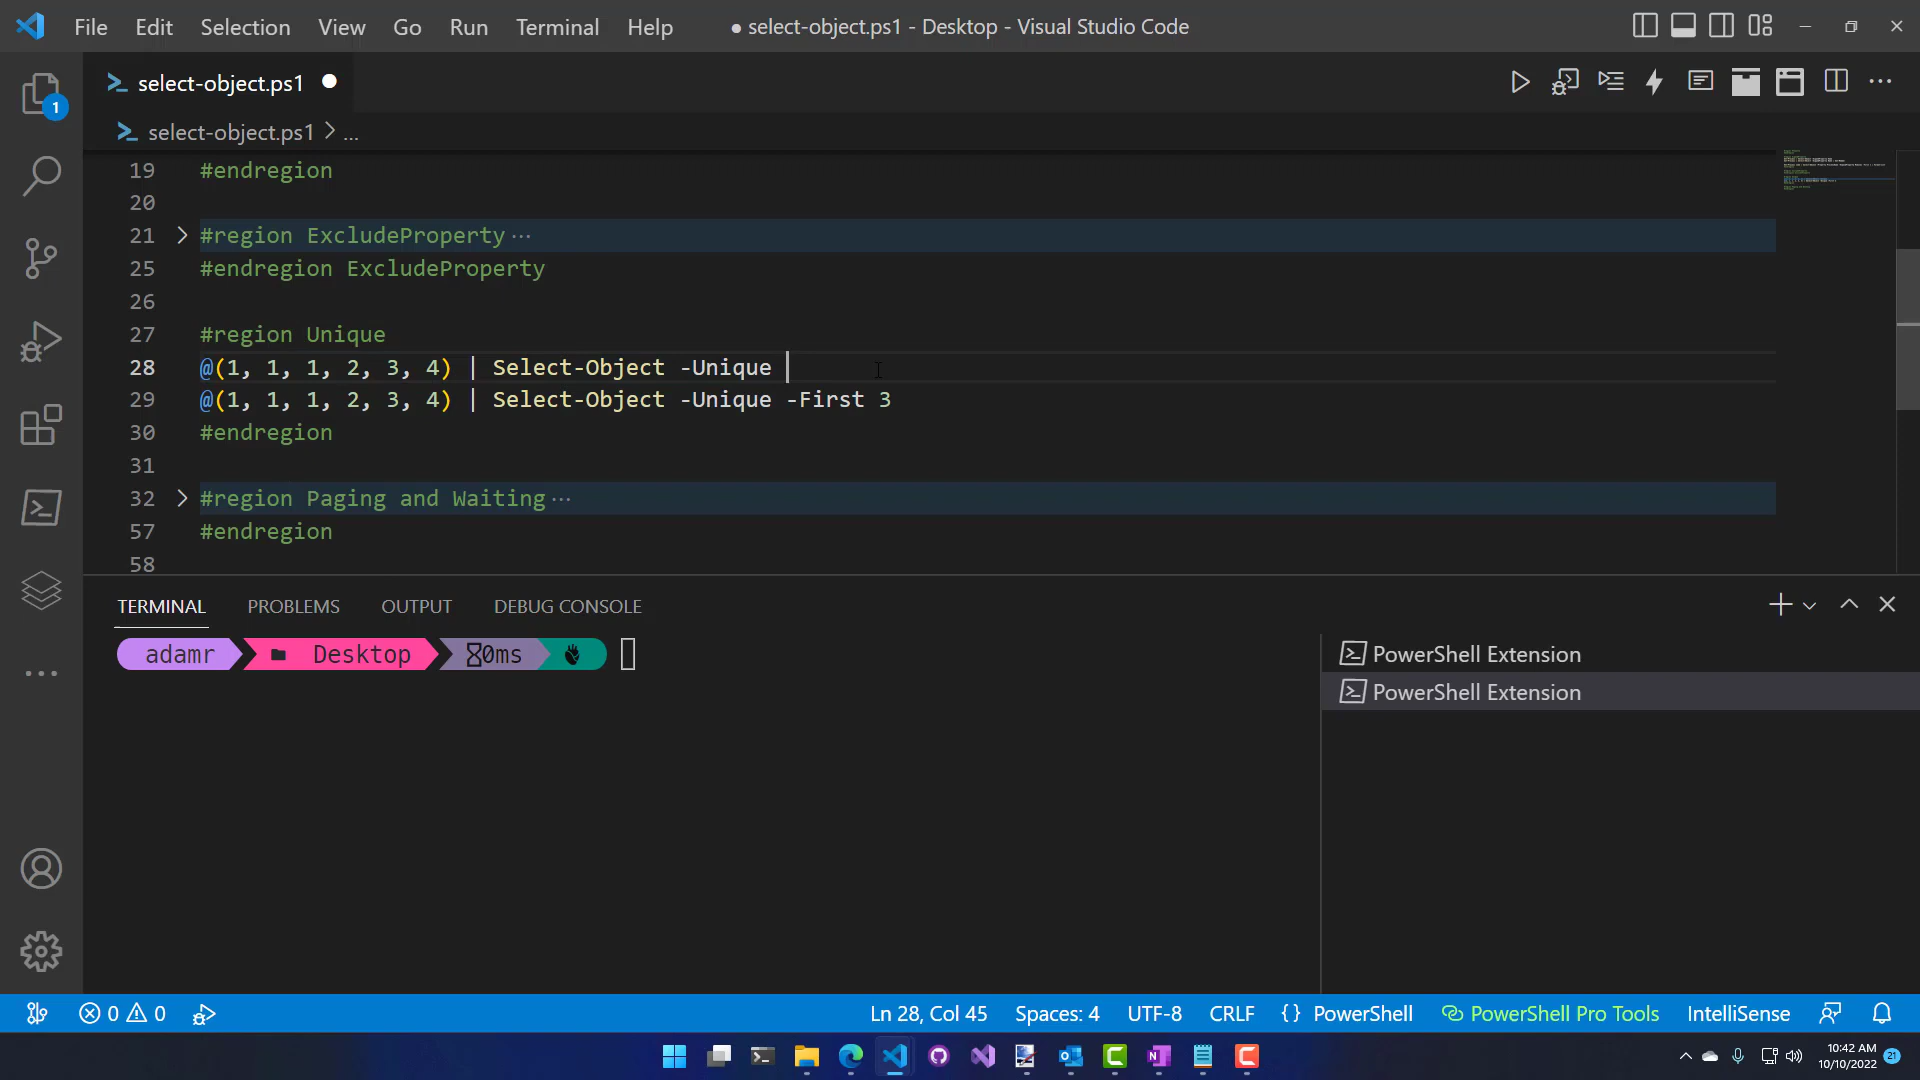 File Edit Selection View Go Run Terminal Help ● select-object.ps1 - Desktop - Visual Studio Code
select-object.ps1 ●
select-object.ps1 > ...
19 #endregion
20
21 #region ExcludeProperty ···
25 #endregion ExcludeProperty
26
27 #region Unique
28 @(1, 1, 1, 2, 3, 4) | Select-Object -Unique
29 @(1, 1, 1, 2, 3, 4) | Select-Object -Unique -First 3
30 #endregion
31
32 #region Paging and Waiting ···
57 #endregion
58
1
TERMINAL PROBLEMS OUTPUT DEBUG CONSOLE
adamr Desktop 0ms
PowerShell Extension
PowerShell Extension
0 0 Ln 28, Col 45 Spaces: 4 UTF-8 CRLF {} PowerShell PowerShell Pro Tools IntelliSense
10:42 AM
10/10/2022 21